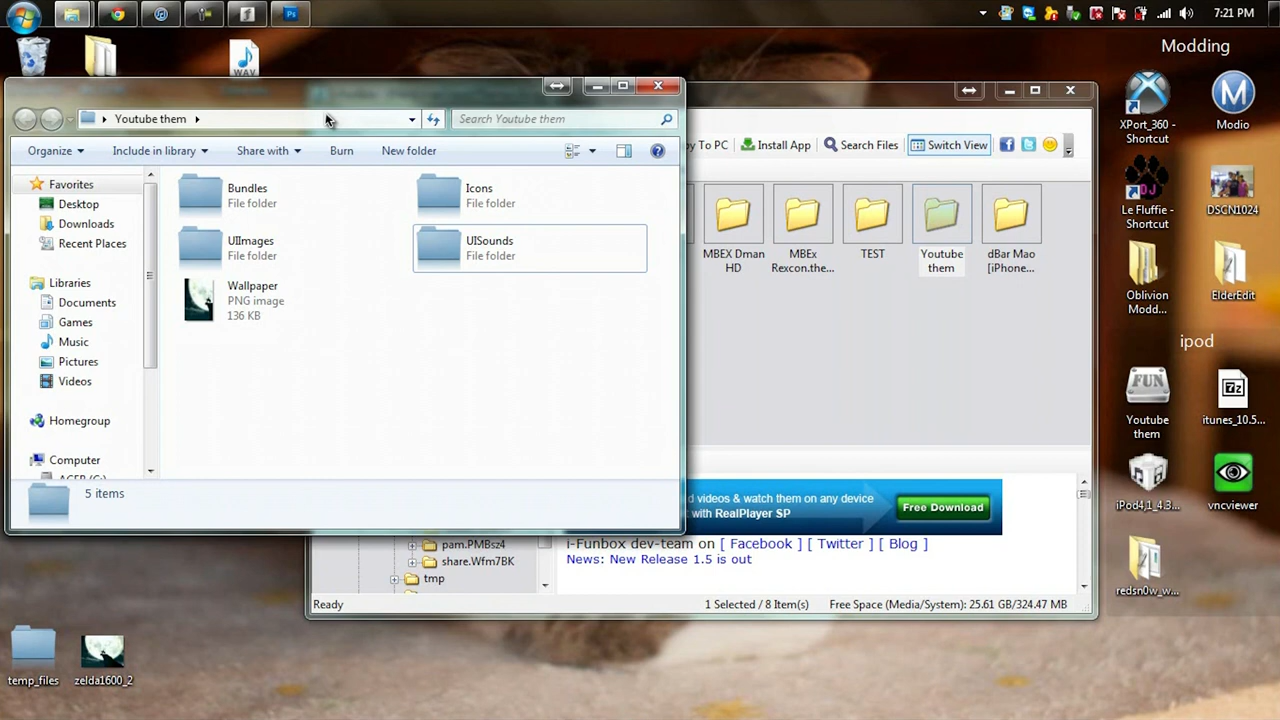 7:21 PM
Modding
WAV
Youtube them
Search Youtube them
Organize
Include in library
Share with
Burn
New folder
Favorites
Desktop
Downloads
Recent Places
Libraries
Documents
Games
Music
Pictures
Videos
Homegroup
Computer
Bundles
File folder
Icons
File folder
UIImages
File folder
UISounds
File folder
Wallpaper
PNG image
136 KB
5 items
y To PC
Install App
Search Files
Switch View
MBEX Dman
HD
MBEx
Rexcon.the...
TEST
Youtube
them
dBar Mao
[iPhone...
d videos & watch them on any device
with RealPlayer SP
Free Download
i-Funbox dev-team on [ Facebook ] [ Twitter ] [ Blog ]
News: New Release 1.5 is out
pam.PMBsz4
share.Wfm7BK
tmp
Ready
1 Selected / 8 Item(s)
Free Space (Media/System): 25.61 GB/324.47 MB
XPort_360 -
Shortcut
Modio
DJ
Le Fluffie -
Shortcut
DSCN1024
Oblivion
Modd...
ElderEdit
ipod
FUN
Youtube
them
7z
itunes_10.5...
iPod4,1_4.3...
vncviewer
redsn0w_w...
temp_files
zelda1600_2